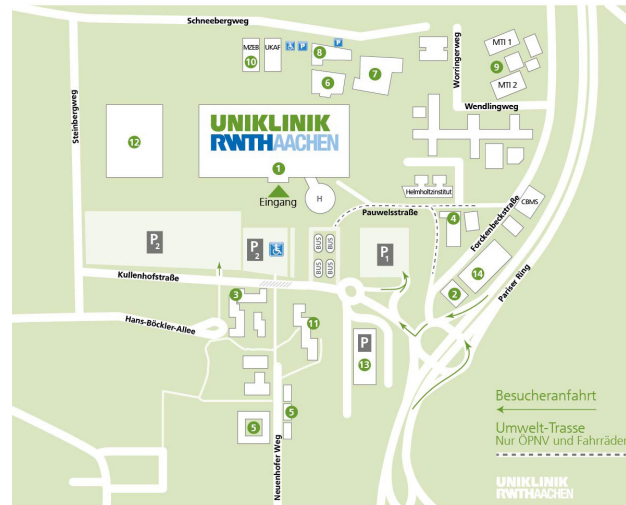 Schneebergweg
MZEB
UKAF
P
P
8
10
6
7
Worringerweg
MTI 1
9
MTI 2
Wendlingweg
Steinbergweg
12
UNIKLINIK
RWTHAACHEN
1
Eingang
H
Helmholtzinstitut
CBMS
Pauwelsstraße
4
Forckenbeckstraße
P2
P2
BUS
BUS
BUS
BUS
P1
14
2
Pariser Ring
Kullenhofstraße
3
Hans-Böckler-Allee
11
P
13
5
5
Neuenhofer Weg
Besucheranfahrt
Umwelt-Trasse
Nur ÖPNV und Fahrräder
UNIKLINIK
RWTHAACHEN